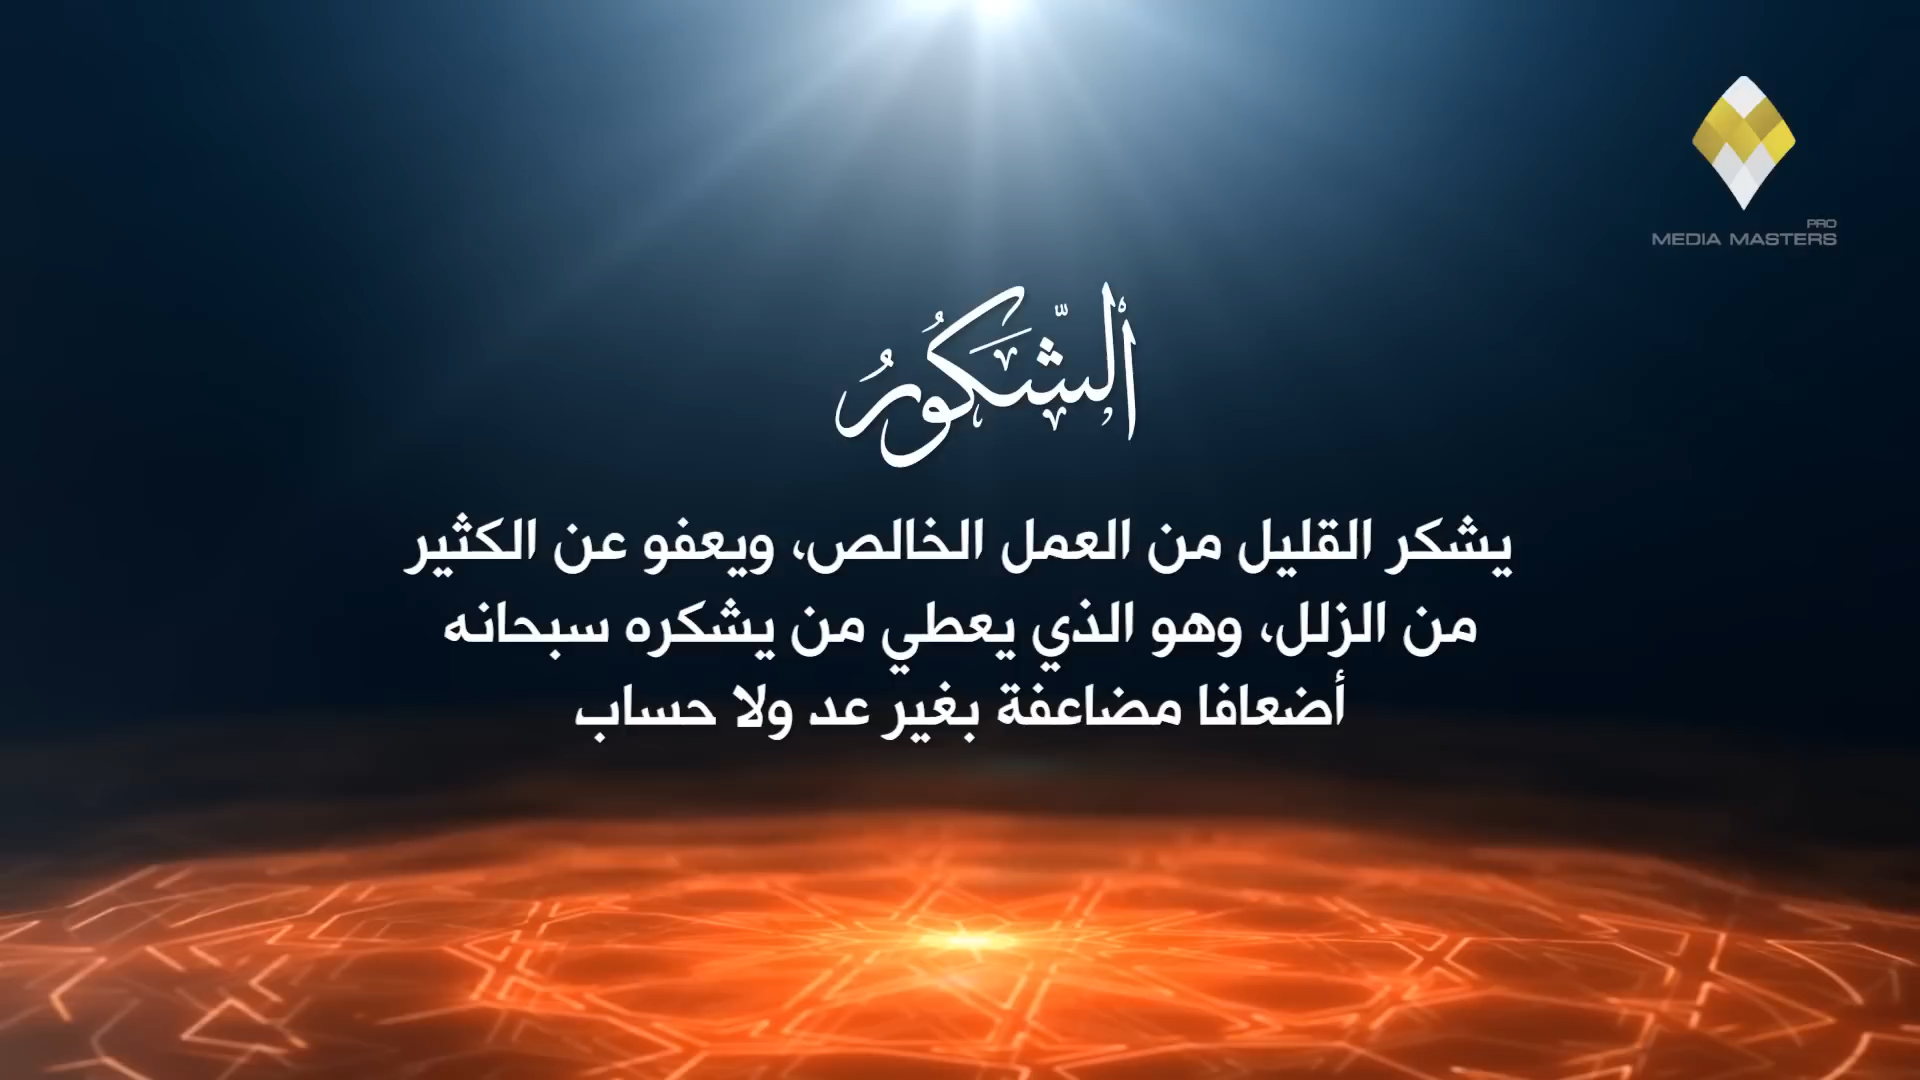 PRO
MEDIA MASTERS
ألشَّكُورُ
يشكر القليل من العمل الخالص، ويعفو عن الكثير
من الزلل، وهو الذي يعطي من يشكره سبحانه
أضعافا مضاعفة بغير عد ولا حساب